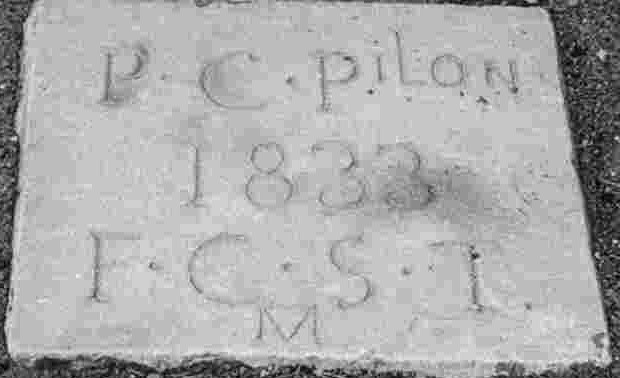 P. C. PiLON
1833
F. C. S. T.
M